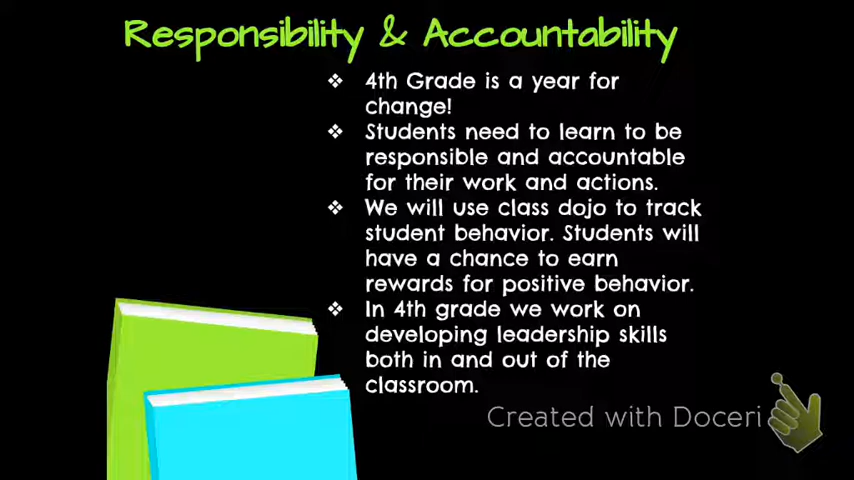 Responsibility & Accountability
❖ 4th Grade is a year for
change!
❖ Students need to learn to be
responsible and accountable
for their work and actions.
❖ We will use class dojo to track
student behavior. Students will
have a chance to earn
rewards for positive behavior.
❖ In 4th grade we work on
developing leadership skills
both in and out of the
classroom.
Created with Doceri